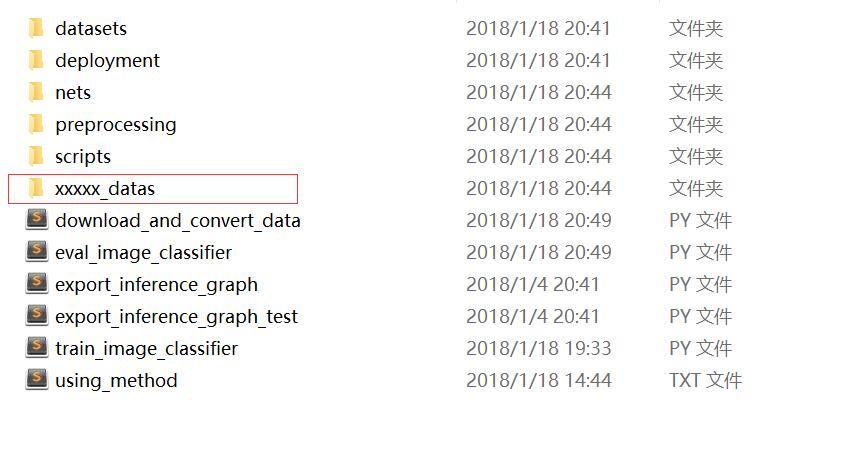 datasets 2018/1/18 20:41 文件夹
deployment 2018/1/18 20:41 文件夹
nets 2018/1/18 20:44 文件夹
preprocessing 2018/1/18 20:44 文件夹
scripts 2018/1/18 20:44 文件夹
xxxxx_datas 2018/1/18 20:44 文件夹
download_and_convert_data 2018/1/18 20:49 PY 文件
eval_image_classifier 2018/1/18 20:49 PY 文件
export_inference_graph 2018/1/4 20:41 PY 文件
export_inference_graph_test 2018/1/4 20:41 PY 文件
train_image_classifier 2018/1/18 19:33 PY 文件
using_method 2018/1/18 14:44 TXT 文件